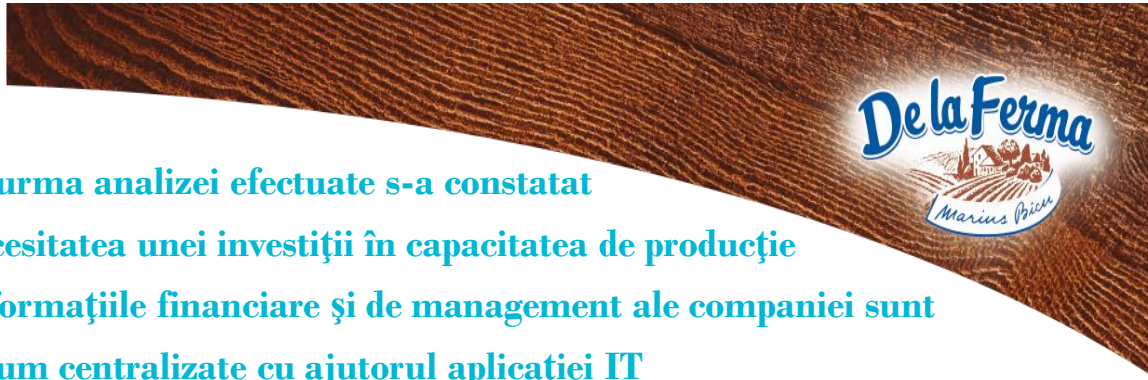 De la Ferma
Marius Bicu
urma analizei efectuate s-a constatat
cesitatea unei investiţii în capacitatea de producţie
formaţiile financiare şi de management ale companiei sunt
um centralizate cu ajutorul aplicaţiei IT